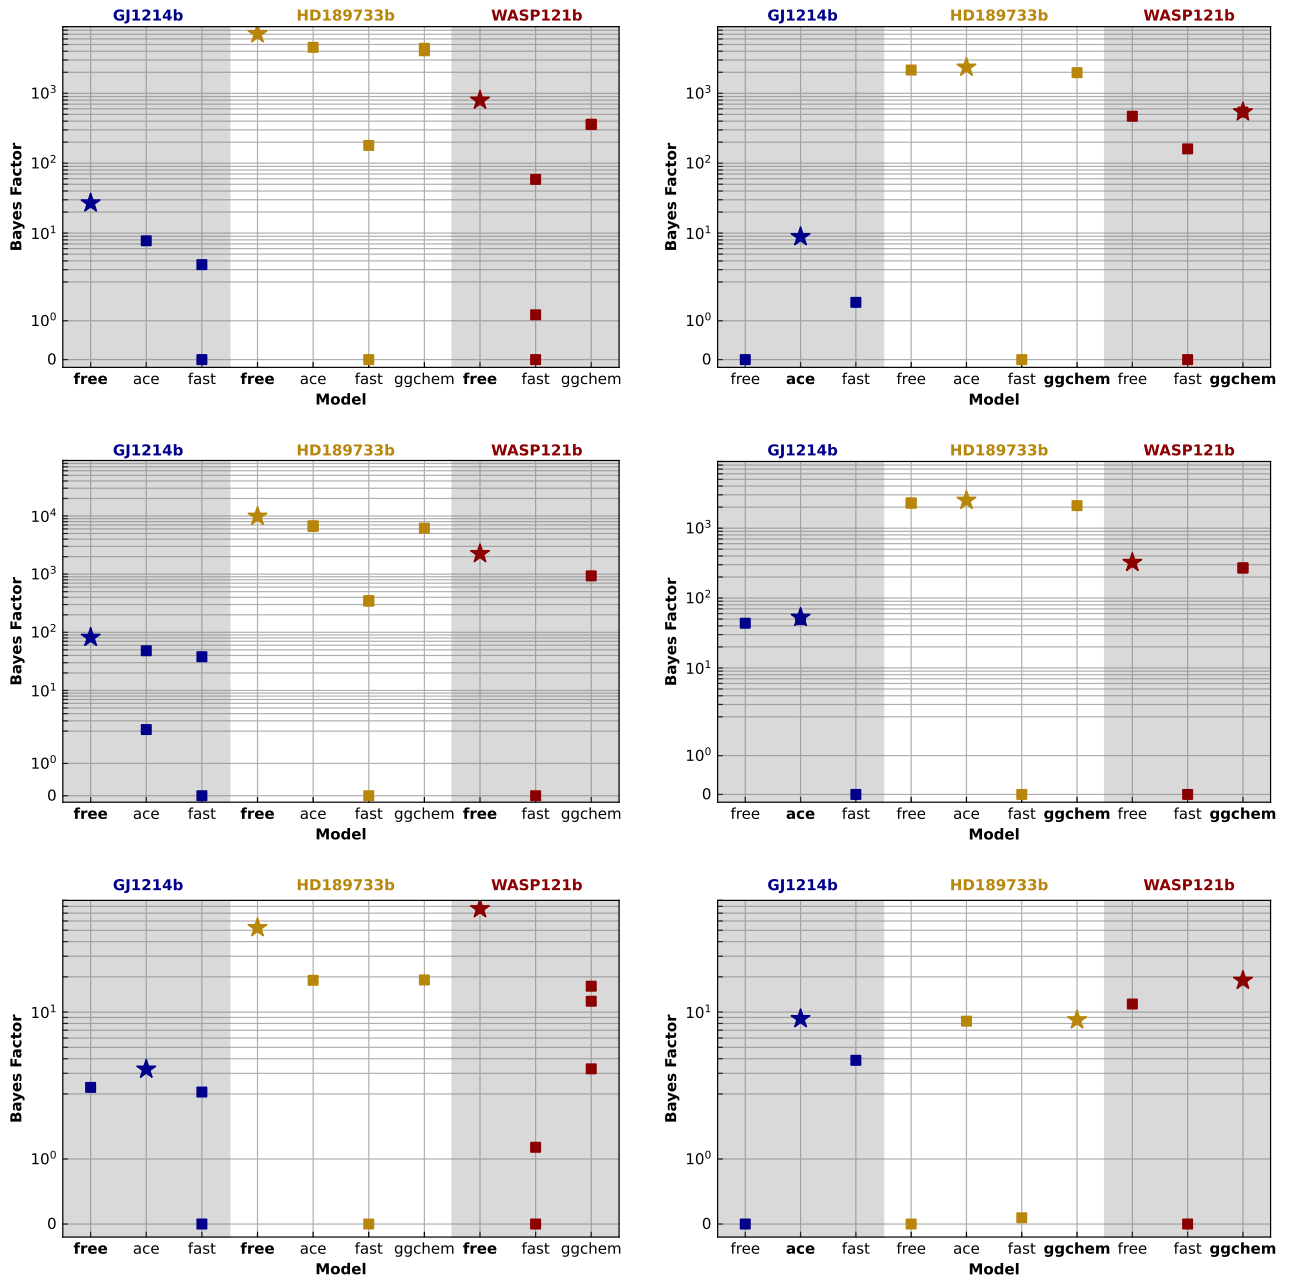 GJ1214b HD189733b WASP121b
Bayes Factor
10³
10²
10¹
10⁰
0
free ace fast free ace fast ggchem free fast ggchem
Model
GJ1214b HD189733b WASP121b
Bayes Factor
10³
10²
10¹
10⁰
0
free ace fast free ace fast ggchem free fast ggchem
Model
GJ1214b HD189733b WASP121b
Bayes Factor
10⁴
10³
10²
10¹
10⁰
0
free ace fast free ace fast ggchem free fast ggchem
Model
GJ1214b HD189733b WASP121b
Bayes Factor
10³
10²
10¹
10⁰
0
free ace fast free ace fast ggchem free fast ggchem
Model
GJ1214b HD189733b WASP121b
Bayes Factor
10¹
10⁰
0
free ace fast free ace fast ggchem free fast ggchem
Model
GJ1214b HD189733b WASP121b
Bayes Factor
10¹
10⁰
0
free ace fast free ace fast ggchem free fast ggchem
Model